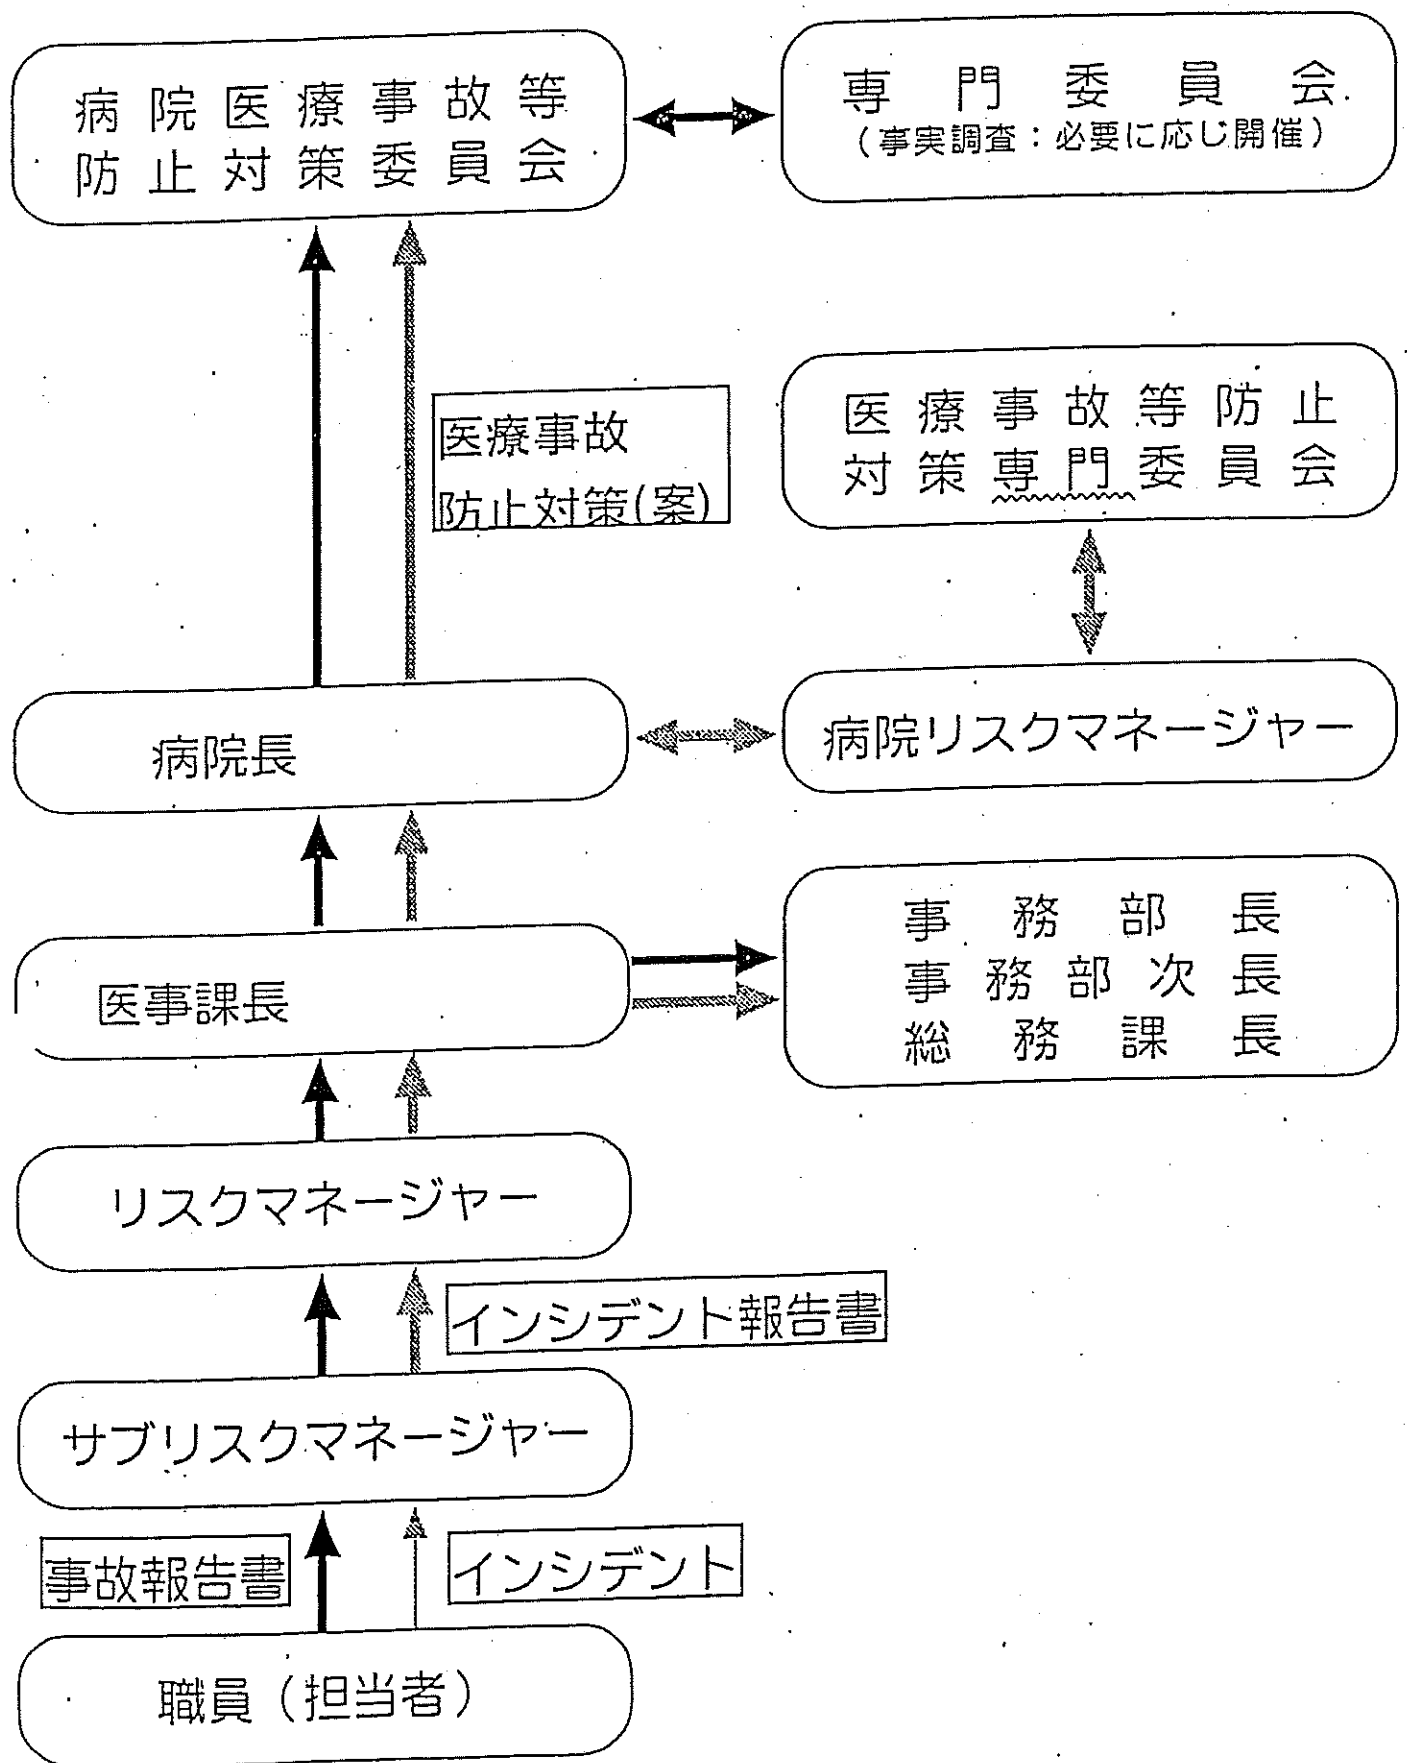 病院医療事故等
防止対策委員会
専門委員会
(事実調査:必要に応じ開催)
医療事故
防止対策(案)
医療事故等防止
対策専門委員会
病院長
病院リスクマネージャー
医事課長
事務部長
事務部次長
総務課長
リスクマネージャー
インシデント報告書
サブリスクマネージャー
事故報告書
インシデント
職員(担当者)